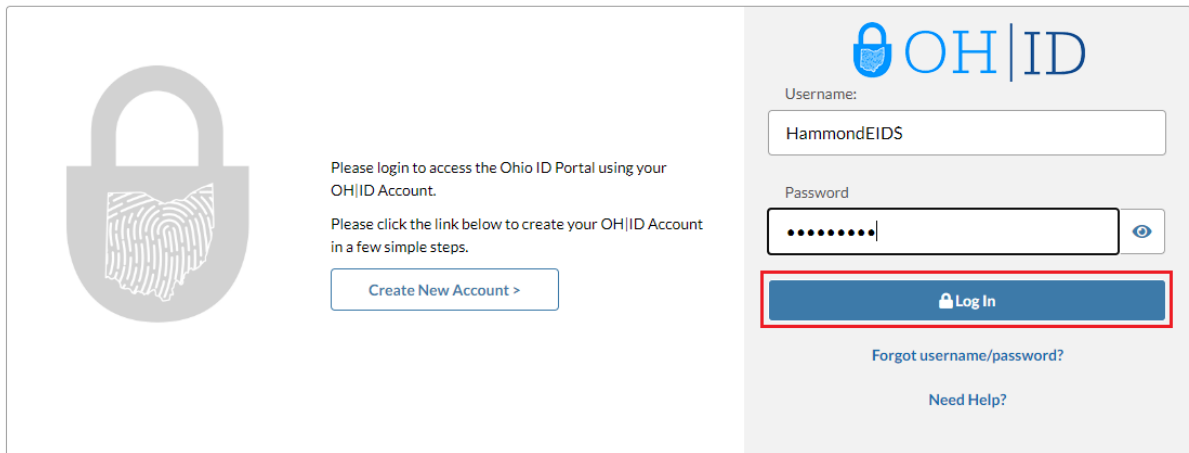 OH|ID
Username:
HammondEID$
Please login to access the Ohio ID Portal using your
OH|ID Account.
Please click the link below to create your OH|ID Account
in a few simple steps.
Create New Account >
Password
•••••••••
Log In
Forgot username/password?
Need Help?